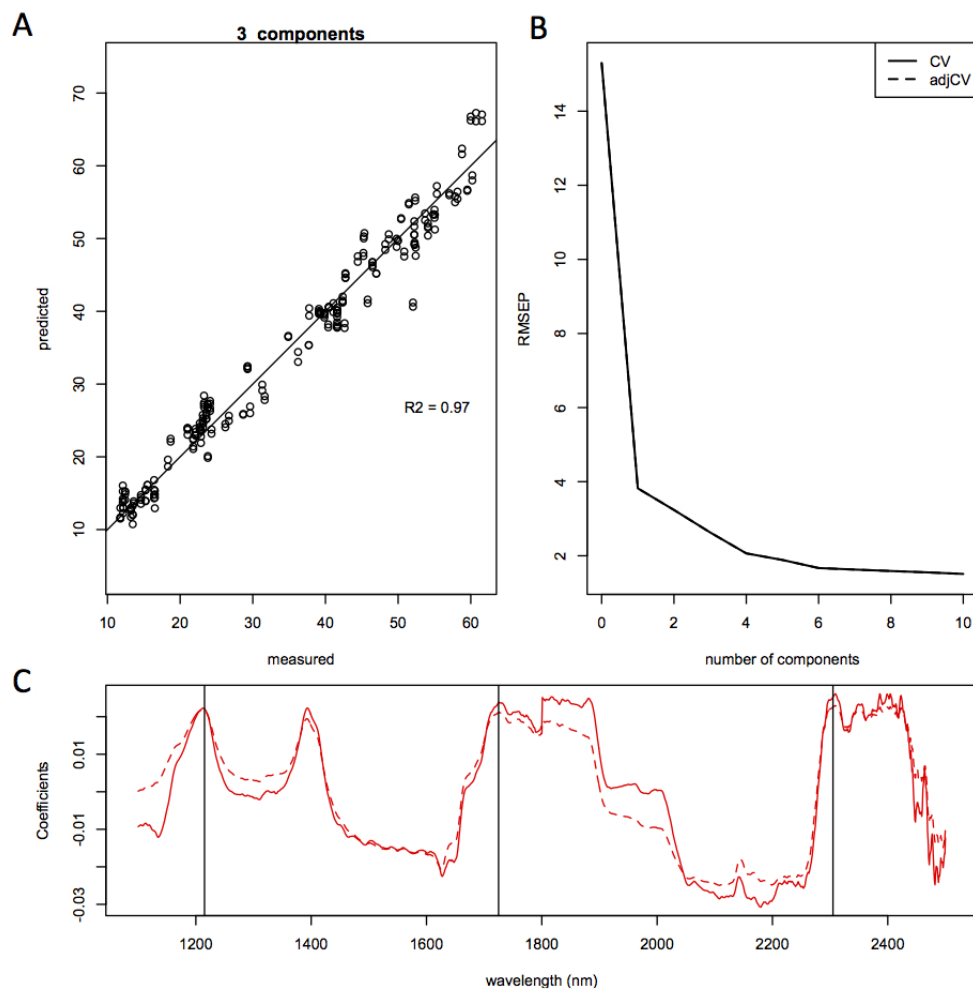 A
3 components
predicted
70
60
50
40
30
20
10
R2 = 0.97
10 20 30 40 50 60
measured
B
CV
adjCV
RMSEP
14
12
10
8
6
4
2
0 2 4 6 8 10
number of components
C
Coefficients
0.01
-0.01
-0.03
1200 1400 1600 1800 2000 2200 2400
wavelength (nm)